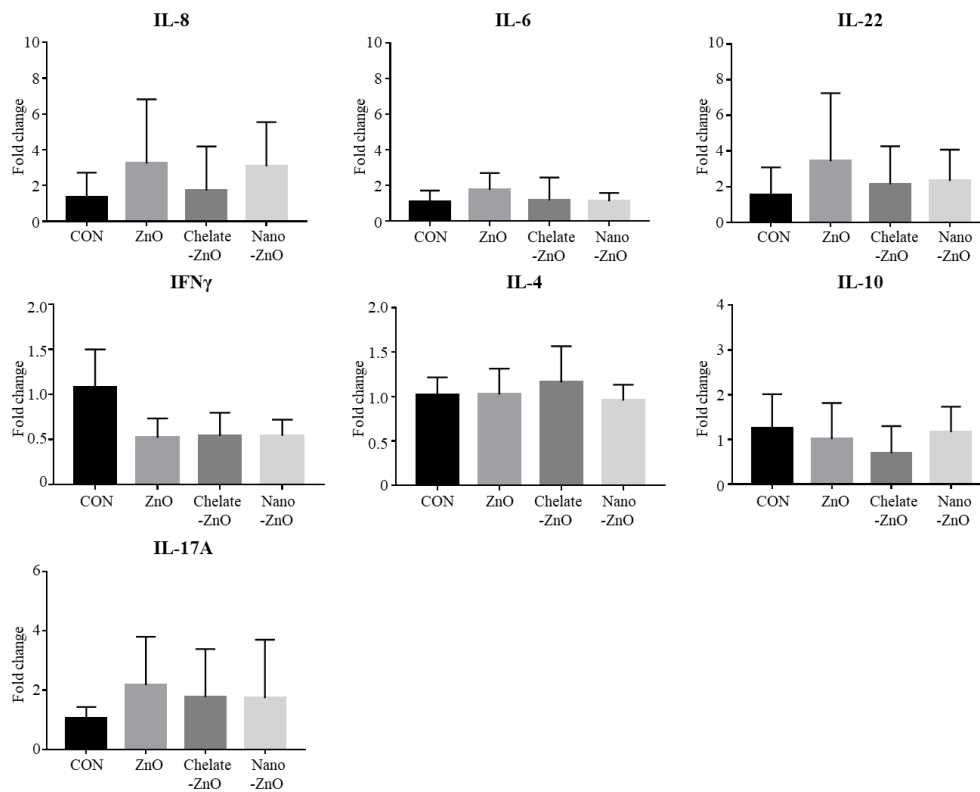 IL-8
10
8
6
4
2
0
Fold change
CON
ZnO
Chelate
-ZnO
Nano
-ZnO
IL-6
10
8
6
4
2
0
Fold change
CON
ZnO
Chelate
-ZnO
Nano
-ZnO
IL-22
10
8
6
4
2
0
Fold change
CON
ZnO
Chelate
-ZnO
Nano
-ZnO
IFNγ
2.0
1.5
1.0
0.5
0
Fold change
CON
ZnO
Chelate
-ZnO
Nano
-ZnO
IL-4
2.0
1.5
1.0
0.5
0
Fold change
CON
ZnO
Chelate
-ZnO
Nano
-ZnO
IL-10
4
3
2
1
0
Fold change
CON
ZnO
Chelate
-ZnO
Nano
-ZnO
IL-17A
6
4
2
0
Fold change
CON
ZnO
Chelate
-ZnO
Nano
-ZnO